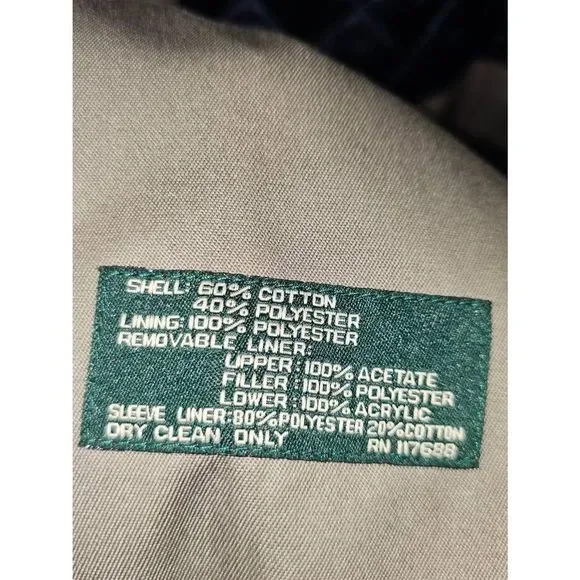 SHELL: 60% COTTON
40% POLYESTER
LINING: 100% POLYESTER
REMOVABLE LINER:
UPPER: 100% ACETATE
FILLER: 100% POLYESTER
LOWER: 100% ACRYLIC
SLEEVE LINER: 80% POLYESTER 20% COTTON
DRY CLEAN ONLY RN 117688